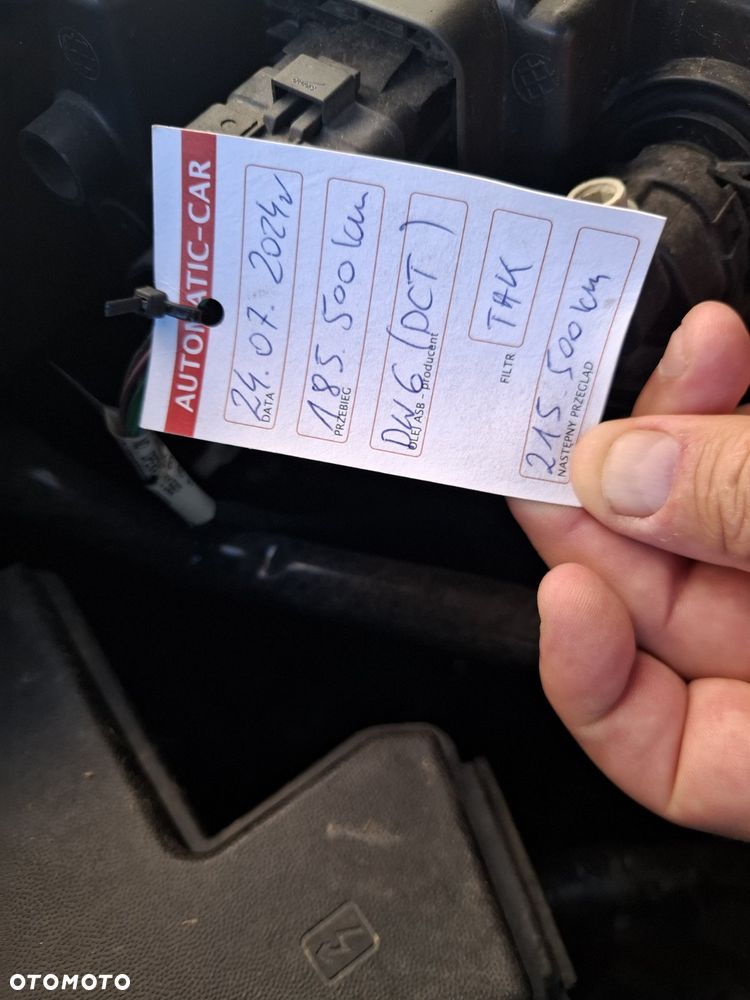 AUTOMATIC-CAR
24.07.2024r
DATA
185.500 km
PRZEBIEG
DW6 (DCT)
OLEJ ASB - producent
TAK
FILTR
215.500 km
NASTĘPNY PRZEGLĄD
OTOMOTO